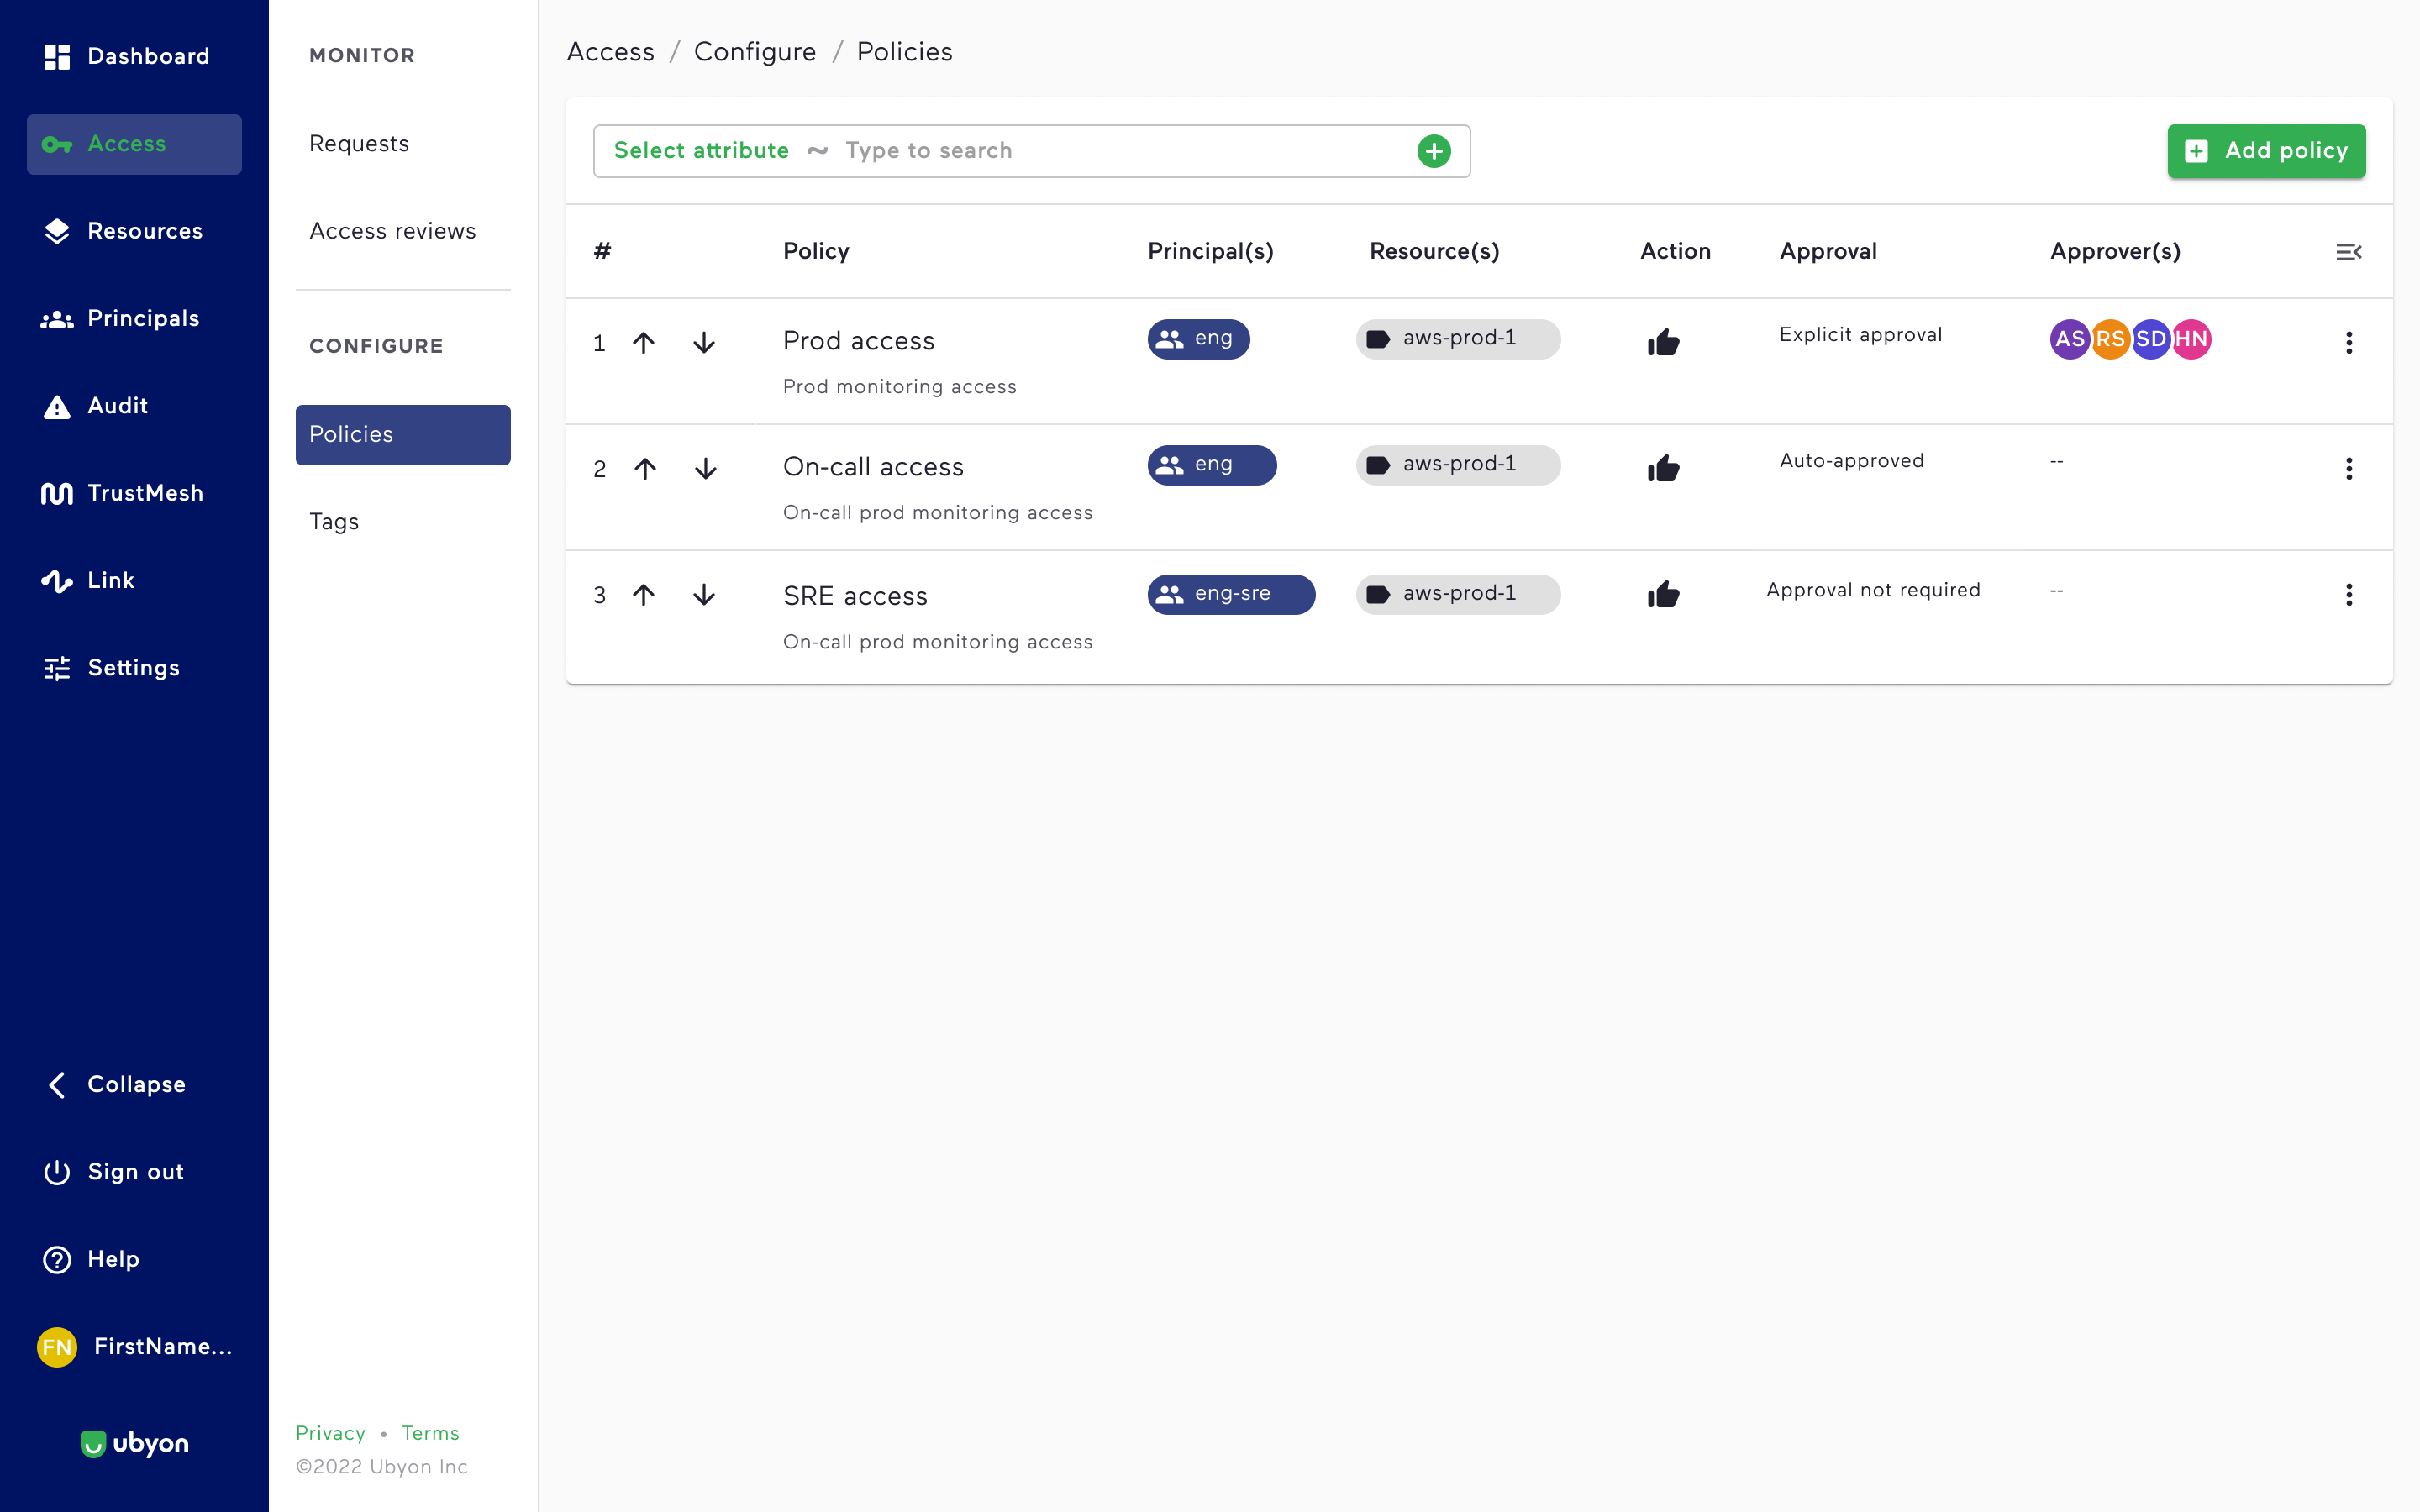 Dashboard
Access
Resources
Principals
Audit
TrustMesh
Link
Settings
Collapse
Sign out
Help
FN FirstName...
ubyon
MONITOR
Requests
Access reviews
CONFIGURE
Policies
Tags
Privacy • Terms
©2022 Ubyon Inc
Access / Configure / Policies
Select attribute ~ Type to search
Add policy
# Policy Principal(s) Resource(s) Action Approval Approver(s)
1 Prod access eng aws-prod-1 Explicit approval AS RS SD HN
Prod monitoring access
2 On-call access eng aws-prod-1 Auto-approved --
On-call prod monitoring access
3 SRE access eng-sre aws-prod-1 Approval not required --
On-call prod monitoring access